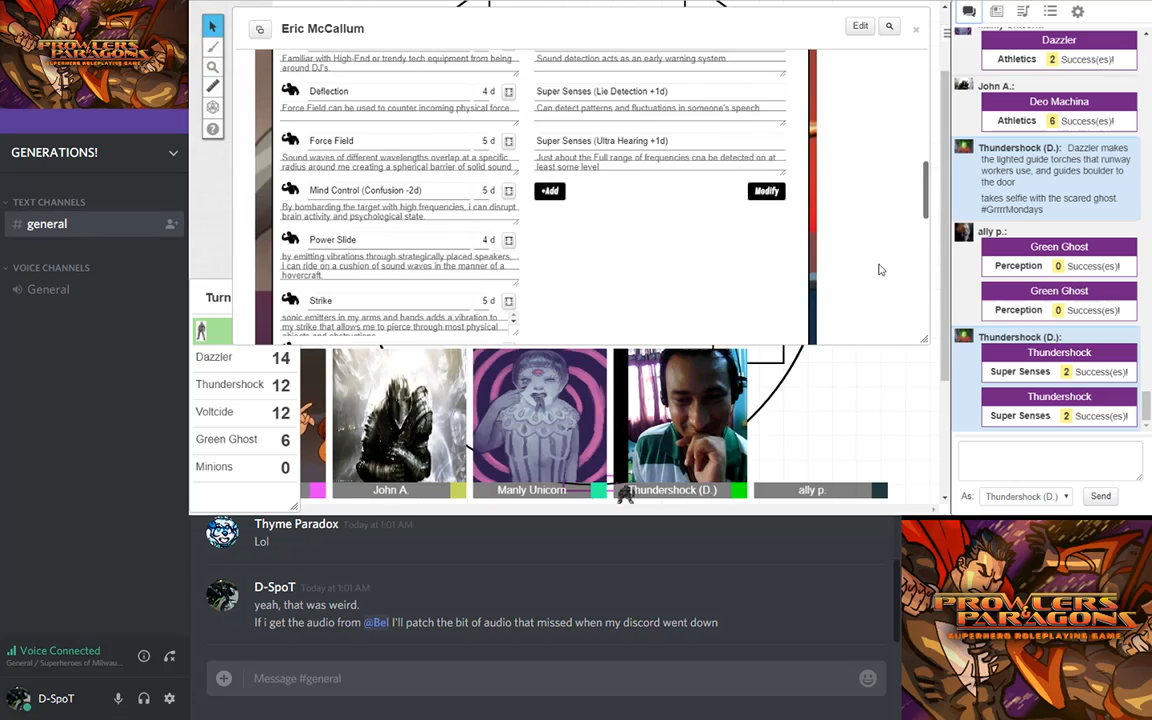 PROWLERS
& PARAGONS
SUPERHERO ROLEPLAYING GAME
GENERATIONS!
TEXT CHANNELS
# general
VOICE CHANNELS
General
Voice Connected
General / Superheroes of Milwau...
D-SpoT
Eric McCallum
Edit
Familiar with High-End or trendy tech equipment from being
around DJ's.
Deflection 4 d
Force Field can be used to counter incoming physical force
Force Field 5 d
Sound waves of different wavelengths overlap at a specific
radius around me creating a spherical barrier of solid sound
Mind Control (Confusion -2d) 5 d
By bombarding the target with high frequencies, i can disrupt
brain activity and psychological state.
Power Slide 4 d
by emitting vibrations through strategically placed speakers,
I can ride on a cushion of sound waves in the manner of a
hovercraft.
Strike 5 d
sonic emitters in my arms and hands adds a vibration to
my strike that allows me to pierce through most physical
objects and obstructions.
Sound detection acts as an early warning system
Super Senses (Lie Detection +1d)
Can detect patterns and fluctuations in someone's speech
Super Senses (Ultra Hearing +1d)
Just about the Full range of frequencies cna be detected on at
least some level
+Add
Modify
Turn
Dazzler 14
Thundershock 12
Voltcide 12
Green Ghost 6
Minions 0
John A.
Manly Unicorn
Thundershock (D.)
ally p.
Dazzler
Athletics 2 Success(es)!
John A.:
Deo Machina
Athletics 6 Success(es)!
Thundershock (D.): Dazzler makes
the lighted guide torches that runway
workers use, and guides boulder to
the door
takes selfie with the scared ghost.
#GrrrrMondays
ally p.:
Green Ghost
Perception 0 Success(es)!
Green Ghost
Perception 0 Success(es)!
Thundershock (D.):
Thundershock
Super Senses 2 Success(es)!
Thundershock
Super Senses 2 Success(es)!
As: Thundershock (D.)
Send
Thyme Paradox Today at 1:01 AM
Lol
D-SpoT Today at 1:01 AM
yeah, that was weird.
If i get the audio from @Bel I'll patch the bit of audio that missed when my discord went down
Message #general
PROWLERS
& PARAGONS
SUPERHERO ROLEPLAYING GAME